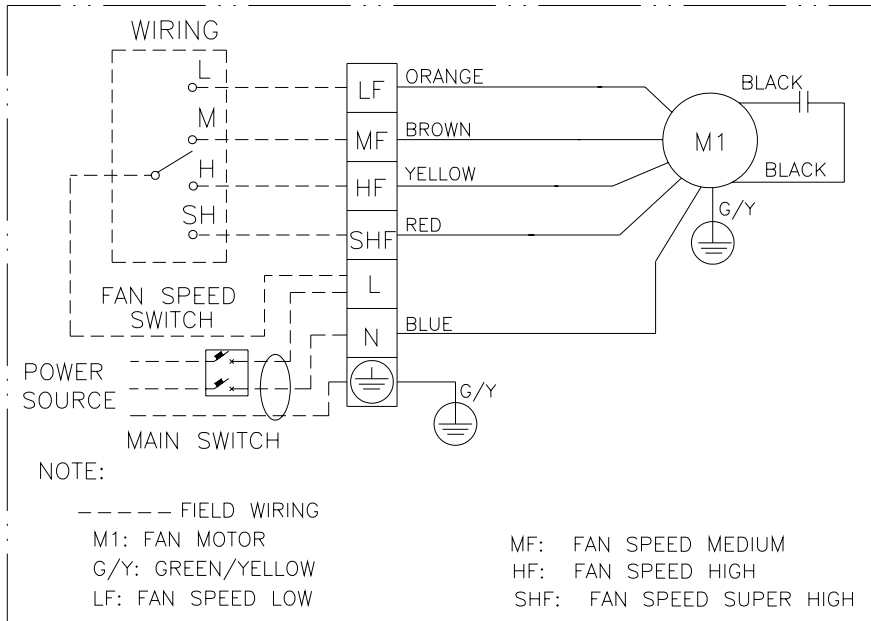 WIRING
L
M
H
SH
FAN SPEED
SWITCH
LF
MF
HF
SHF
L
N
ORANGE
BROWN
YELLOW
RED
BLUE
G/Y
M1
BLACK
BLACK
G/Y
POWER
SOURCE
MAIN SWITCH
NOTE:
FIELD WIRING
M1: FAN MOTOR
G/Y: GREEN/YELLOW
LF: FAN SPEED LOW
MF: FAN SPEED MEDIUM
HF: FAN SPEED HIGH
SHF: FAN SPEED SUPER HIGH